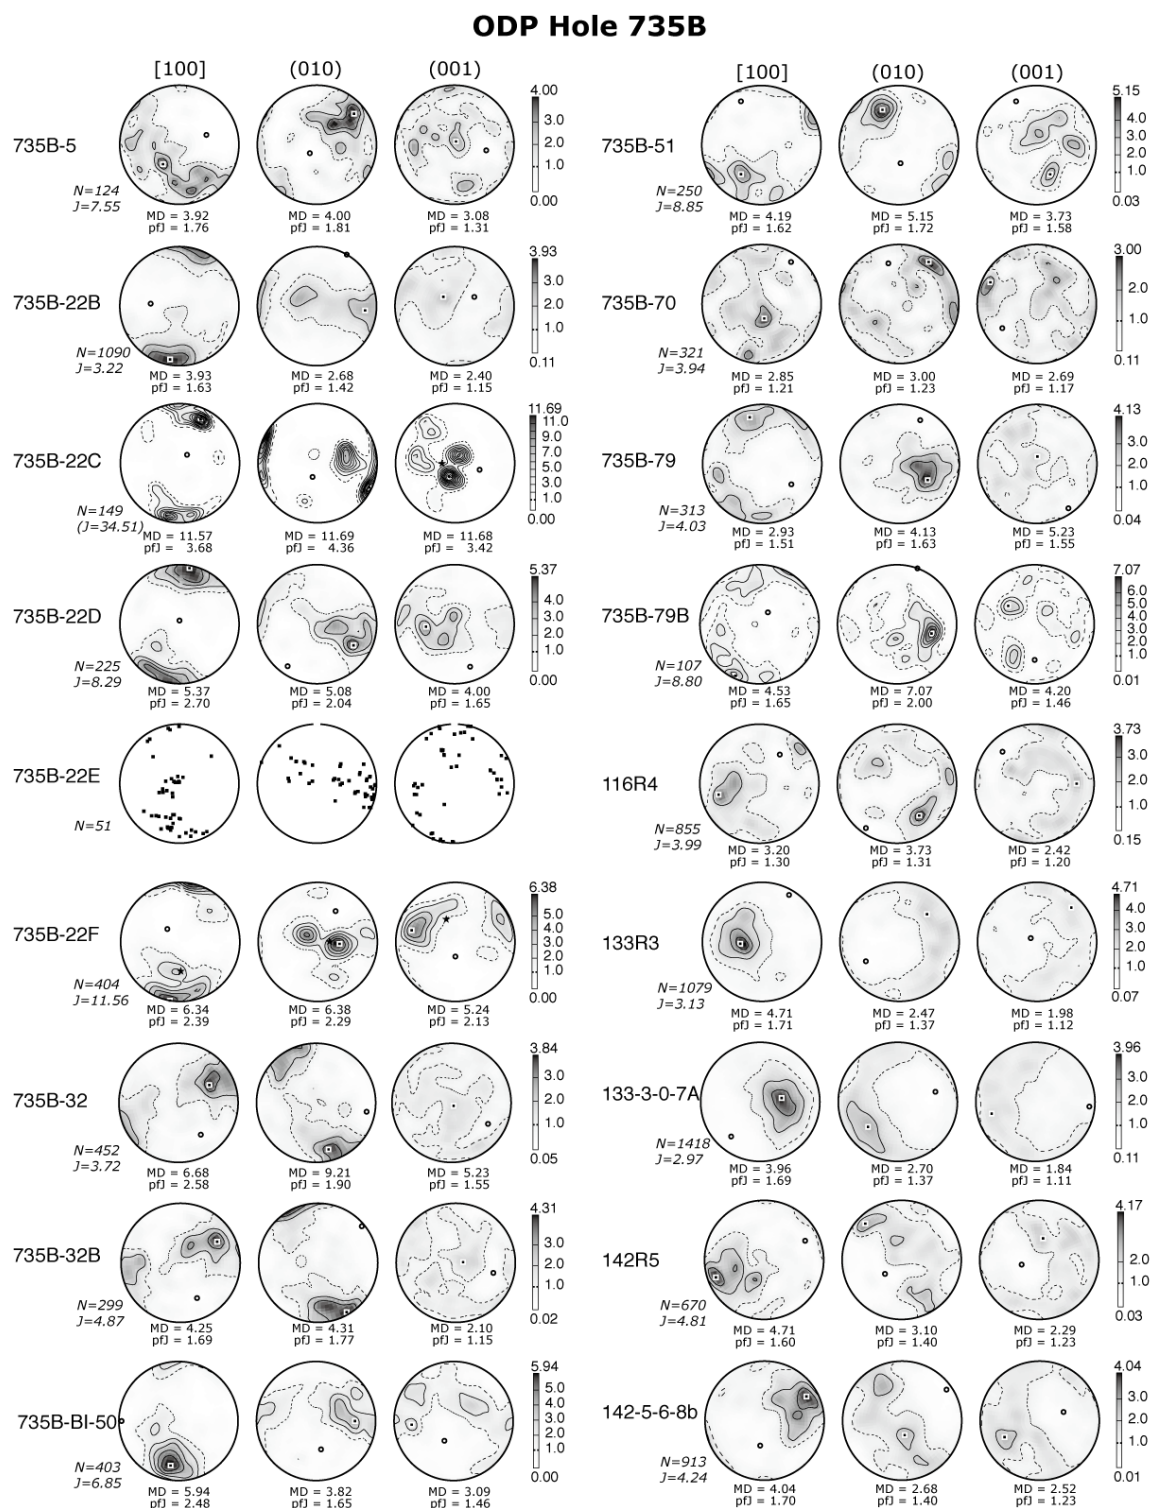 ODP Hole 735B
[100] (010) (001)
4.00
3.0
2.0
1.0
0.00
735B-5
N=124
J=7.55
MD = 3.92 MD = 4.00 MD = 3.08
pfJ = 1.76 pfJ = 1.81 pfJ = 1.31
3.93
3.0
2.0
1.0
0.11
735B-22B
N=1090
J=3.22
MD = 3.93 MD = 2.68 MD = 2.40
pfJ = 1.63 pfJ = 1.42 pfJ = 1.15
11.69
11.0
9.0
7.0
5.0
3.0
1.0
0.00
735B-22C
N=149
(J=34.51)
MD = 11.57 MD = 11.69 MD = 11.68
pfJ = 3.68 pfJ = 4.36 pfJ = 3.42
5.37
4.0
3.0
2.0
1.0
0.00
735B-22D
N=225
J=8.29
MD = 5.37 MD = 5.08 MD = 4.00
pfJ = 2.70 pfJ = 2.04 pfJ = 1.65
735B-22E
N=51
6.38
5.0
4.0
3.0
2.0
1.0
0.00
735B-22F
N=404
J=11.56
MD = 6.34 MD = 6.38 MD = 5.24
pfJ = 2.39 pfJ = 2.29 pfJ = 2.13
3.84
3.0
2.0
1.0
0.05
735B-32
N=452
J=3.72
MD = 6.68 MD = 9.21 MD = 5.23
pfJ = 2.58 pfJ = 1.90 pfJ = 1.55
4.31
3.0
2.0
1.0
0.02
735B-32B
N=299
J=4.87
MD = 4.25 MD = 4.31 MD = 2.10
pfJ = 1.69 pfJ = 1.77 pfJ = 1.15
5.94
5.0
4.0
3.0
2.0
1.0
0.00
735B-BI-50
N=403
J=6.85
MD = 5.94 MD = 3.82 MD = 3.09
pfJ = 2.48 pfJ = 1.65 pfJ = 1.46
[100] (010) (001)
5.15
4.0
3.0
2.0
1.0
0.03
735B-51
N=250
J=8.85
MD = 4.19 MD = 5.15 MD = 3.73
pfJ = 1.62 pfJ = 1.72 pfJ = 1.58
3.00
2.0
1.0
0.11
735B-70
N=321
J=3.94
MD = 2.85 MD = 3.00 MD = 2.69
pfJ = 1.21 pfJ = 1.23 pfJ = 1.17
4.13
3.0
2.0
1.0
0.04
735B-79
N=313
J=4.03
MD = 2.93 MD = 4.13 MD = 5.23
pfJ = 1.51 pfJ = 1.63 pfJ = 1.55
7.07
6.0
5.0
4.0
3.0
2.0
1.0
0.01
735B-79B
N=107
J=8.80
MD = 4.53 MD = 7.07 MD = 4.20
pfJ = 1.65 pfJ = 2.00 pfJ = 1.46
3.73
3.0
2.0
1.0
0.15
116R4
N=855
J=3.99
MD = 3.20 MD = 3.73 MD = 2.42
pfJ = 1.30 pfJ = 1.31 pfJ = 1.20
4.71
4.0
3.0
2.0
1.0
0.07
133R3
N=1079
J=3.13
MD = 4.71 MD = 2.47 MD = 1.98
pfJ = 1.71 pfJ = 1.37 pfJ = 1.12
3.96
3.0
2.0
1.0
0.11
133-3-0-7A
N=1418
J=2.97
MD = 3.96 MD = 2.70 MD = 1.84
pfJ = 1.69 pfJ = 1.37 pfJ = 1.11
4.17
2.0
1.0
0.03
142R5
N=670
J=4.81
MD = 4.71 MD = 3.10 MD = 2.29
pfJ = 1.60 pfJ = 1.40 pfJ = 1.23
4.04
3.0
2.0
1.0
0.01
142-5-6-8b
N=913
J=4.24
MD = 4.04 MD = 2.68 MD = 2.52
pfJ = 1.70 pfJ = 1.40 pfJ = 1.23